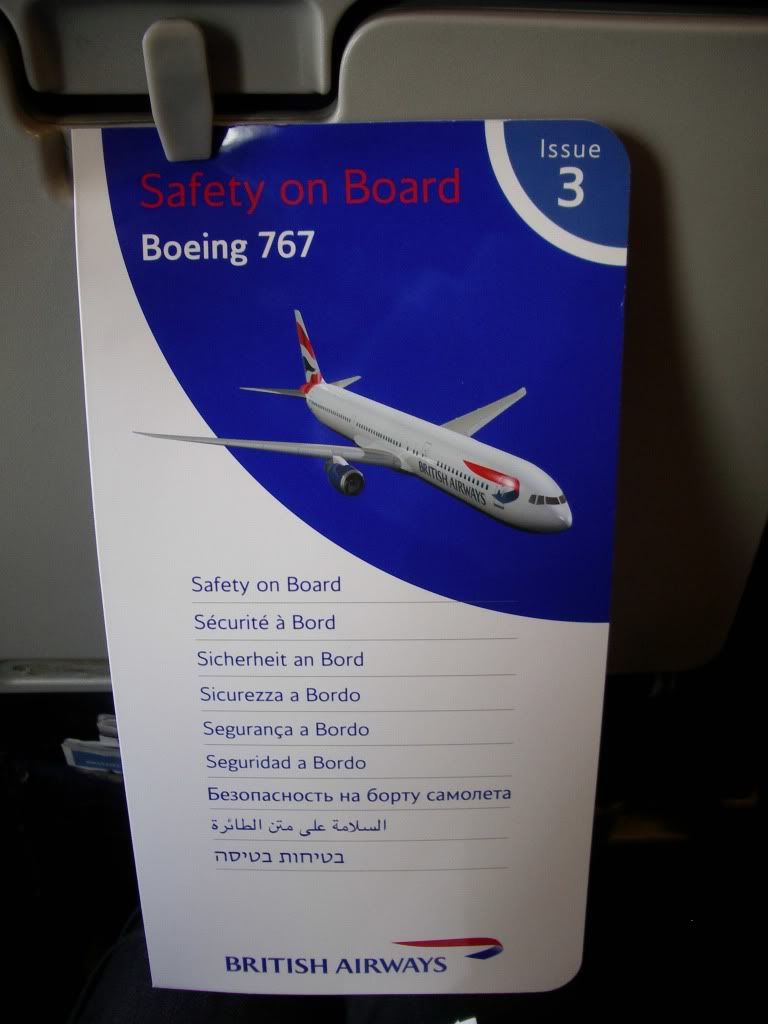 Issue
3
Safety on Board
Boeing 767
BRITISH AIRWAYS
Safety on Board
Sécurité à Bord
Sicherheit an Bord
Sicurezza a Bordo
Segurança a Bordo
Seguridad a Bordo
Безопасность на борту самолета
السلامة على متن الطائرة
בטיחות בטיסה
BRITISH AIRWAYS